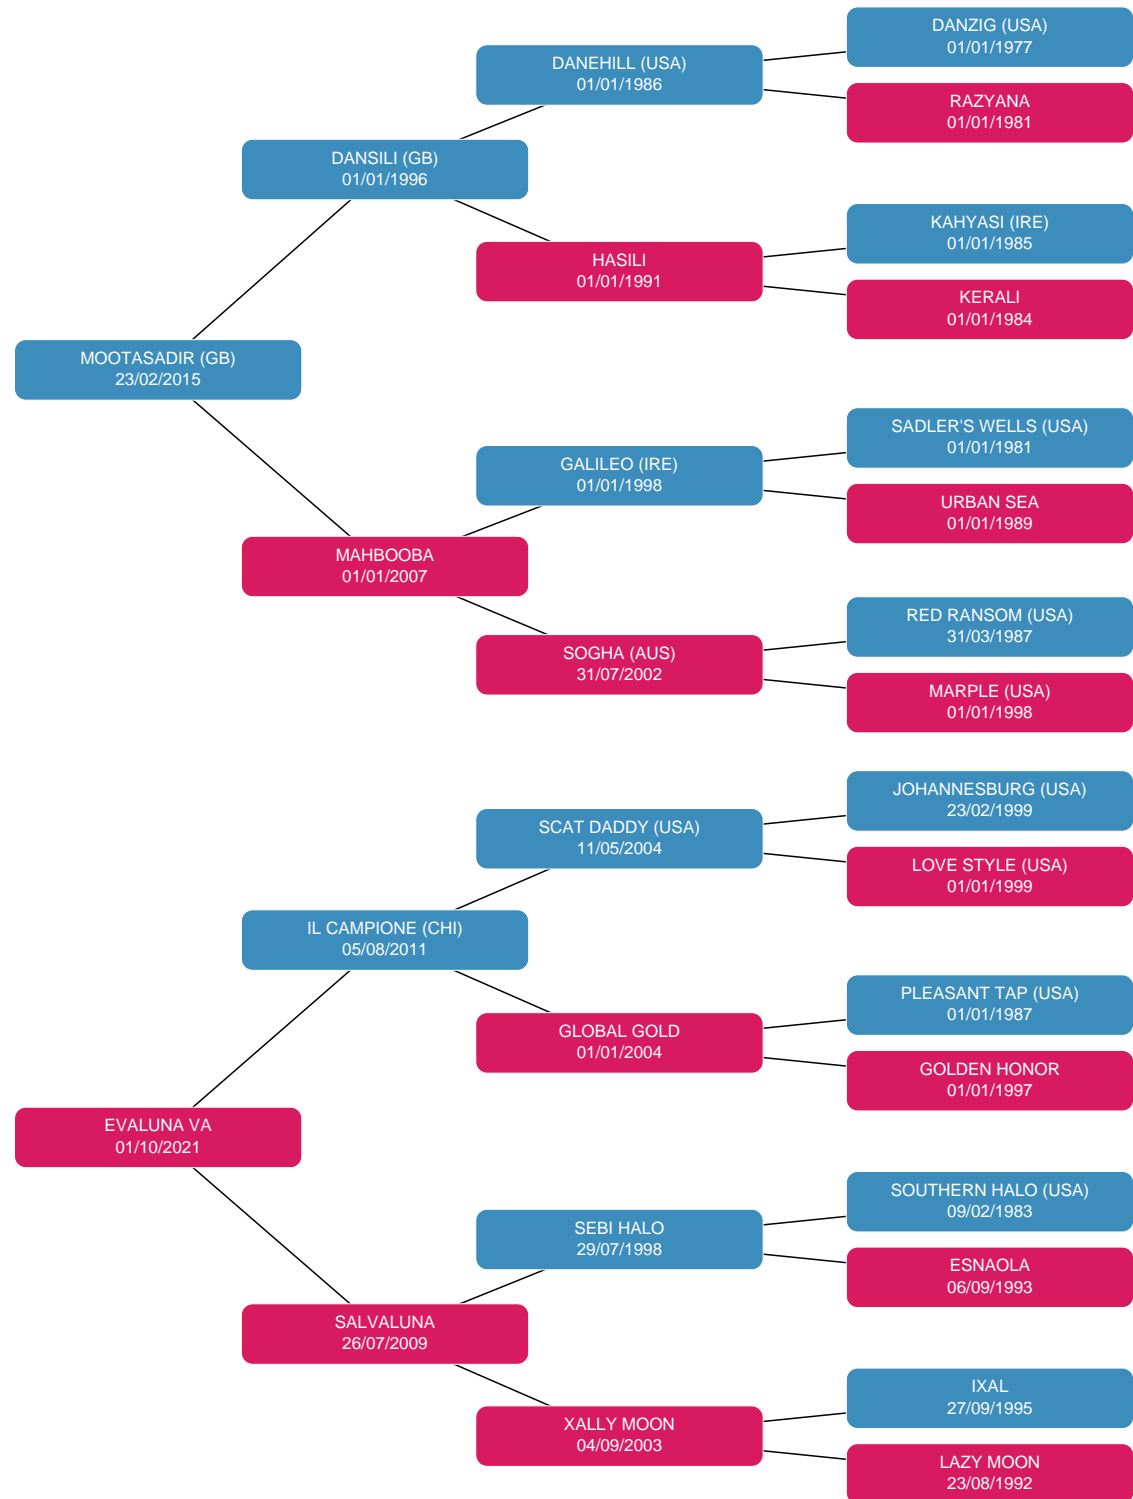 DANZIG (USA)
01/01/1977
DANEHILL (USA)
01/01/1986
RAZYANA
01/01/1981
DANSILI (GB)
01/01/1996
KAHYASI (IRE)
01/01/1985
HASILI
01/01/1991
KERALI
01/01/1984
MOOTASADIR (GB)
23/02/2015
SADLER'S WELLS (USA)
01/01/1981
GALILEO (IRE)
01/01/1998
URBAN SEA
01/01/1989
MAHBOOBA
01/01/2007
RED RANSOM (USA)
31/03/1987
SOGHA (AUS)
31/07/2002
MARPLE (USA)
01/01/1998
JOHANNESBURG (USA)
23/02/1999
SCAT DADDY (USA)
11/05/2004
LOVE STYLE (USA)
01/01/1999
IL CAMPIONE (CHI)
05/08/2011
PLEASANT TAP (USA)
01/01/1987
GLOBAL GOLD
01/01/2004
GOLDEN HONOR
01/01/1997
EVALUNA VA
01/10/2021
SOUTHERN HALO (USA)
09/02/1983
SEBI HALO
29/07/1998
ESNAOLA
06/09/1993
SALVALUNA
26/07/2009
IXAL
27/09/1995
XALLY MOON
04/09/2003
LAZY MOON
23/08/1992